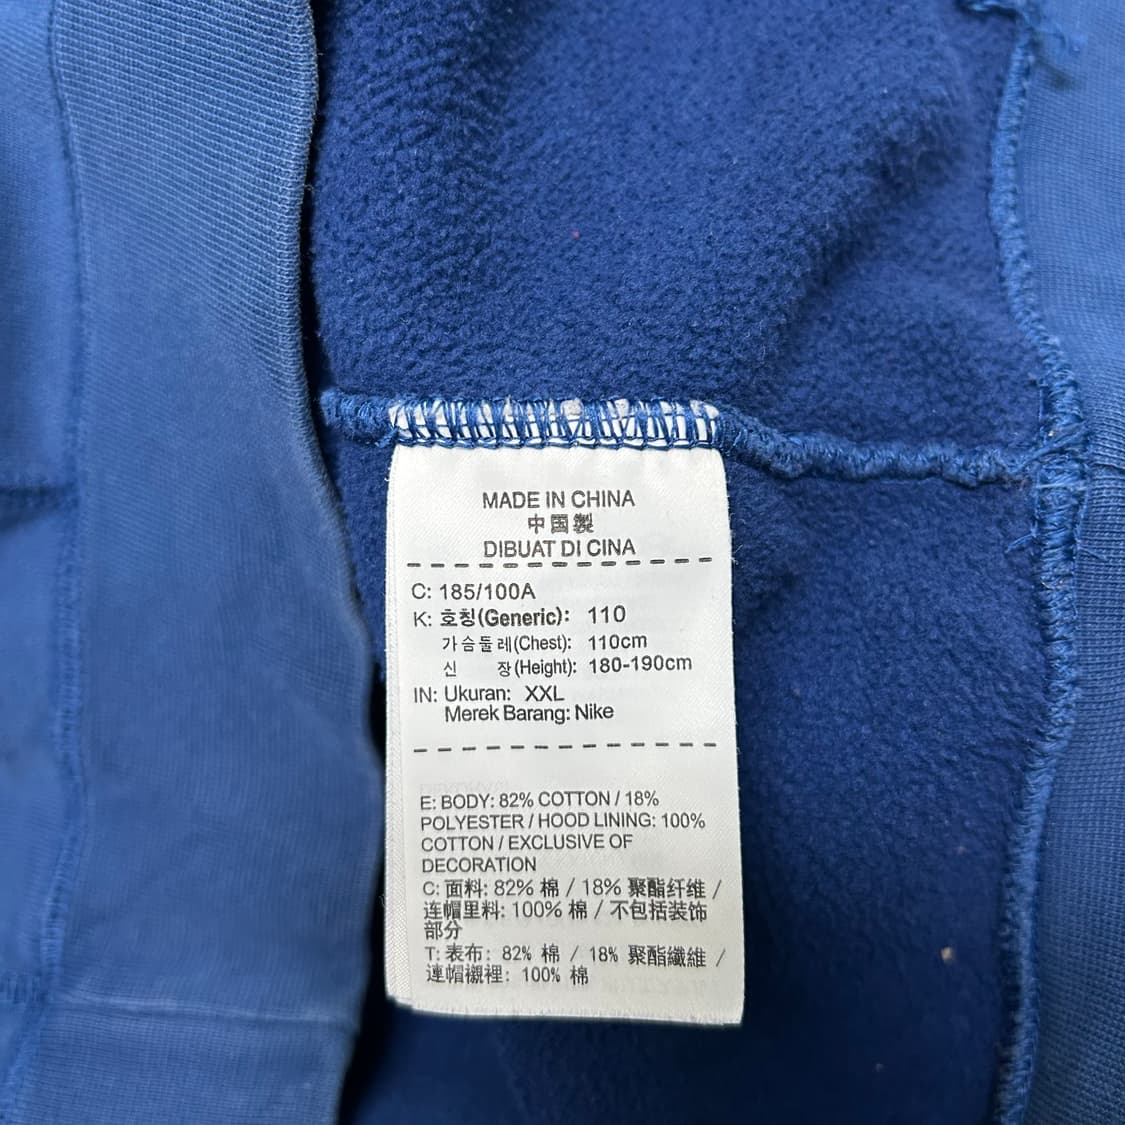 MADE IN CHINA
中国製
DIBUAT DI CINA
C: 185/100A
K: 호칭(Generic): 110
가슴둘레(Chest): 110cm
신 장(Height): 180-190cm
IN: Ukuran: XXL
Merek Barang: Nike
E: BODY: 82% COTTON / 18%
POLYESTER / HOOD LINING: 100%
COTTON / EXCLUSIVE OF
DECORATION
C: 面料: 82% 棉 / 18% 聚酯纤维 /
连帽里料: 100% 棉 / 不包括装饰
部分
T: 表布: 82% 棉 / 18% 聚酯纖維 /
連帽襯裡: 100% 棉